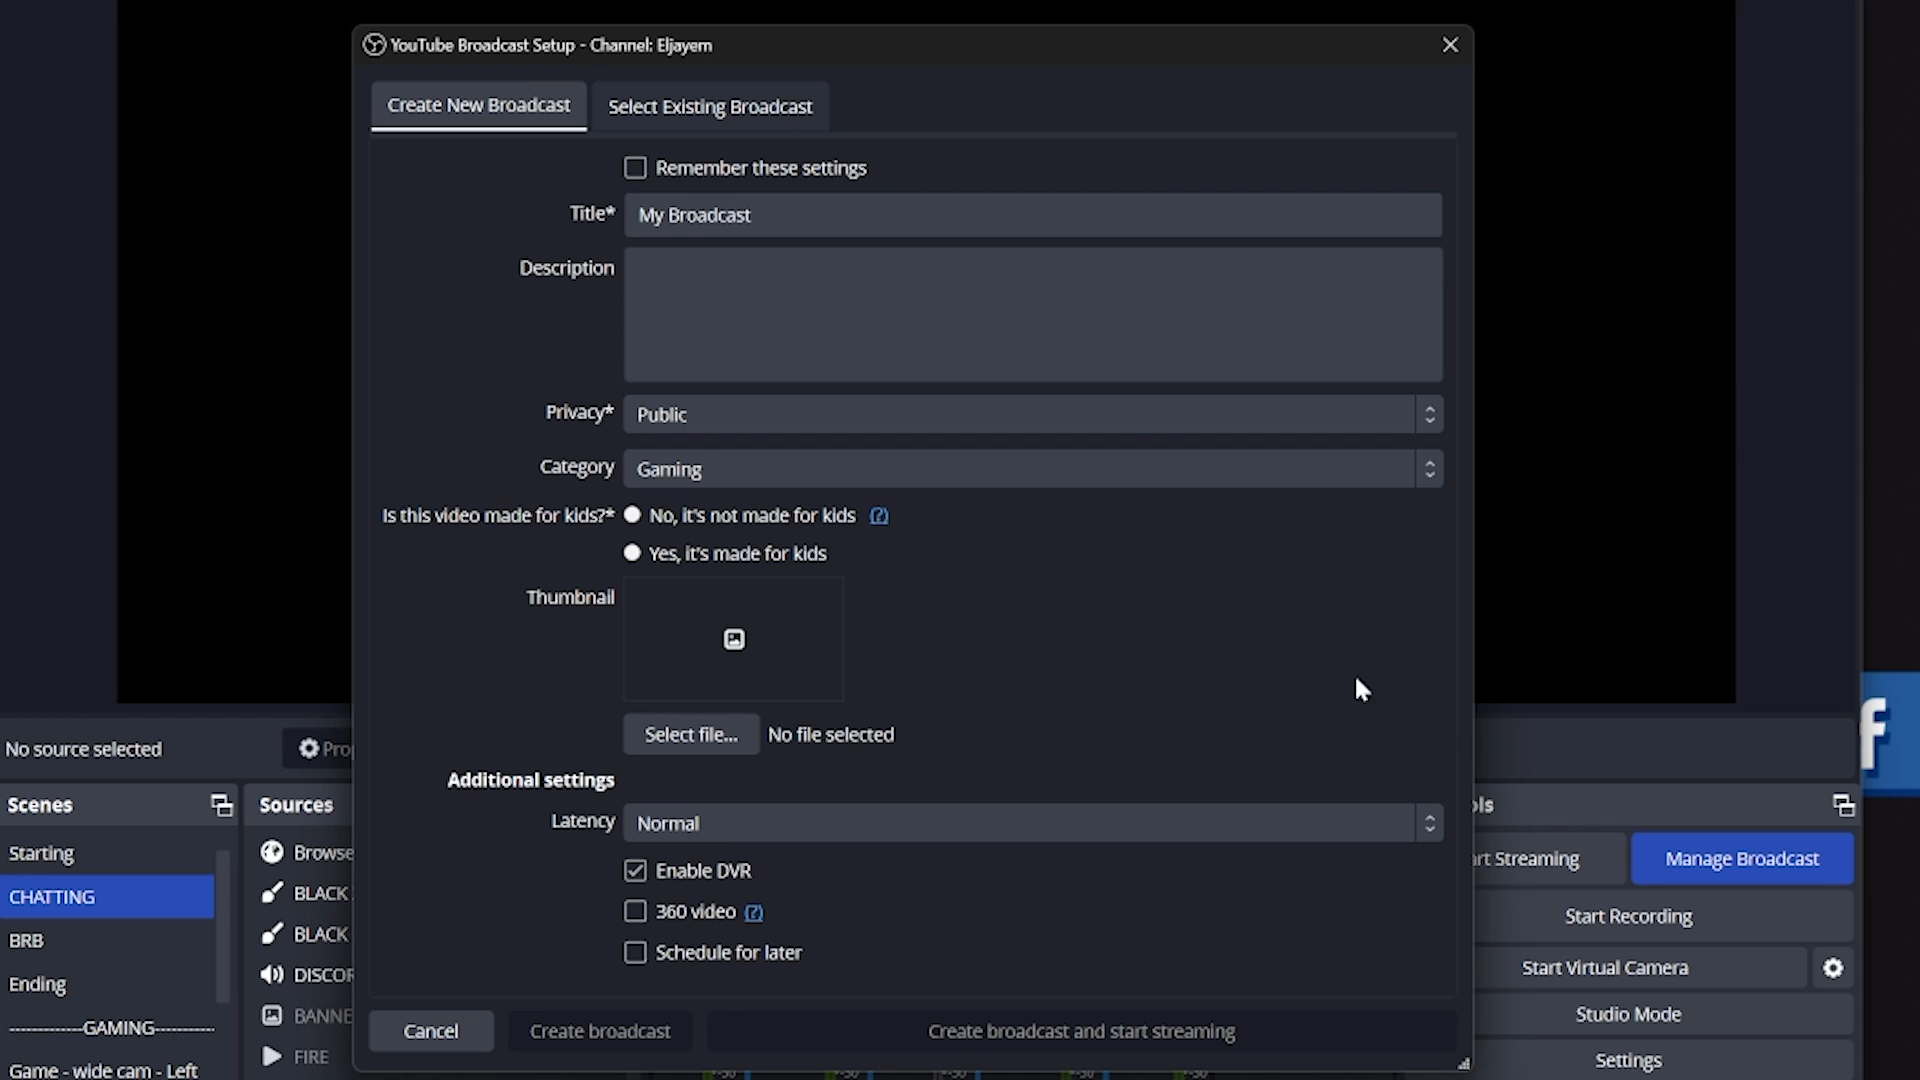 YouTube Broadcast Setup - Channel: Eljayem
Create New Broadcast
Select Existing Broadcast
Remember these settings
Title*
My Broadcast
Description
Privacy*
Public
Category
Gaming
Is this video made for kids?*
No, it's not made for kids (?)
Yes, it's made for kids
Thumbnail
Select file...
No file selected
Additional settings
Latency
Normal
Enable DVR
360 video (?)
Schedule for later
Cancel
Create broadcast
Create broadcast and start streaming
No source selected
Scenes
Starting
CHATTING
BRB
Ending
-------------GAMING-----------
Game - wide cam - Left
Sources
Browse
BLACK
BLACK
DISCOR
BANNE
FIRE
ols
art Streaming
Manage Broadcast
Start Recording
Start Virtual Camera
Studio Mode
Settings
f